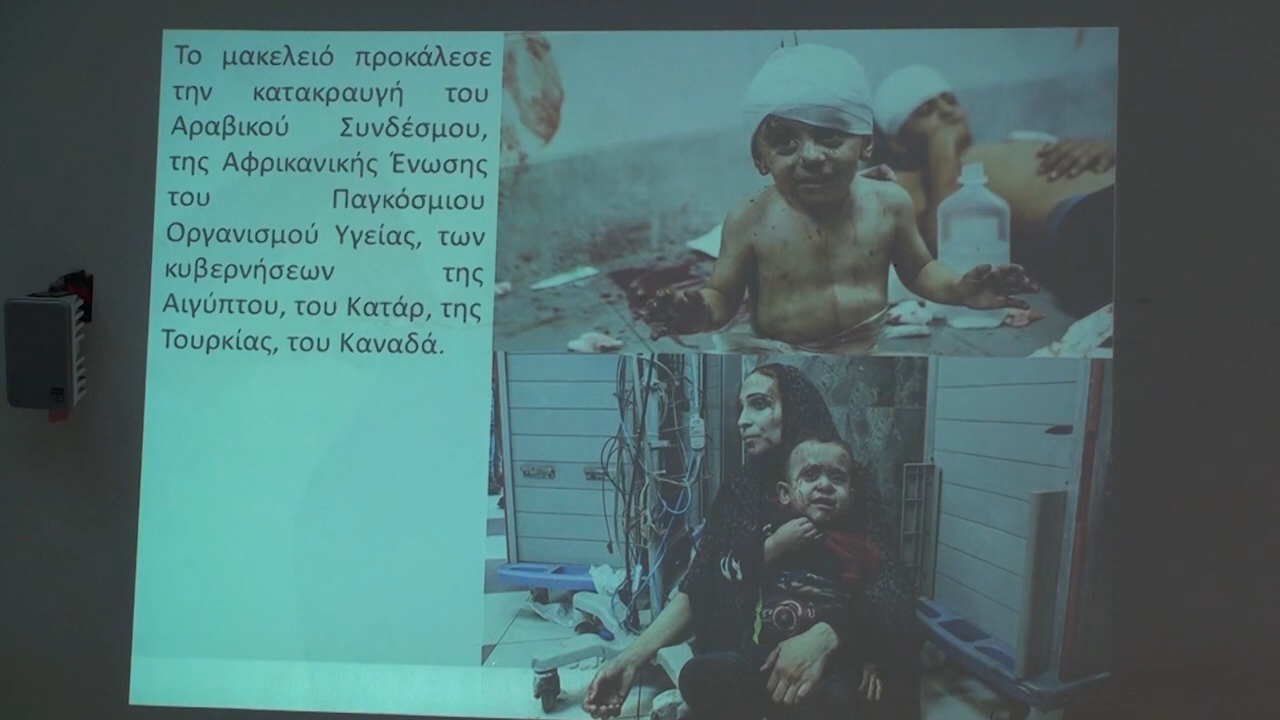 Το μακελειό προκάλεσε
την κατακραυγή του
Αραβικού Συνδέσμου,
της Αφρικανικής Ένωσης
του Παγκόσμιου
Οργανισμού Υγείας, των
κυβερνήσεων της
Αιγύπτου, του Κατάρ, της
Τουρκίας, του Καναδά.